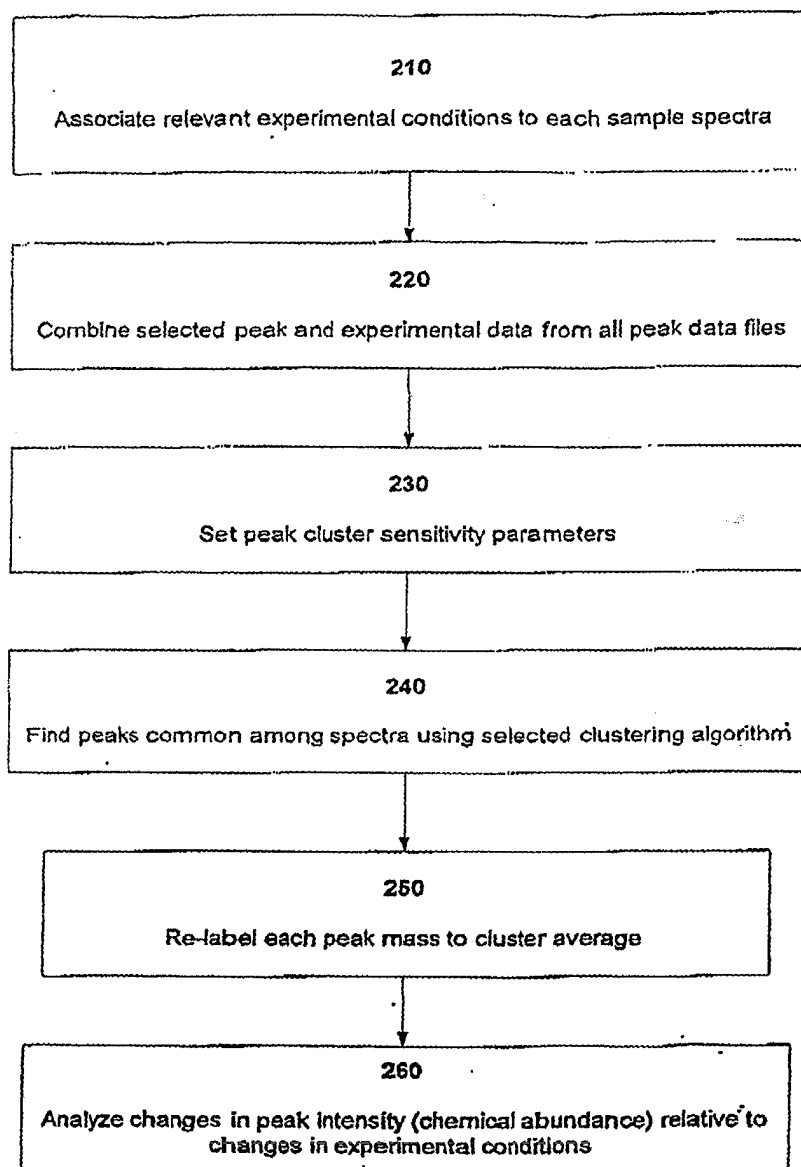 210
Associate relevant experimental conditions to each sample spectra
220
Combine selected peak and experimental data from all peak data files
230
Set peak cluster sensitivity parameters
240
Find peaks common among spectra using selected clustering algorithm
250
Re-label each peak mass to cluster average
260
Analyze changes in peak intensity (chemical abundance) relative to
changes in experimental conditions